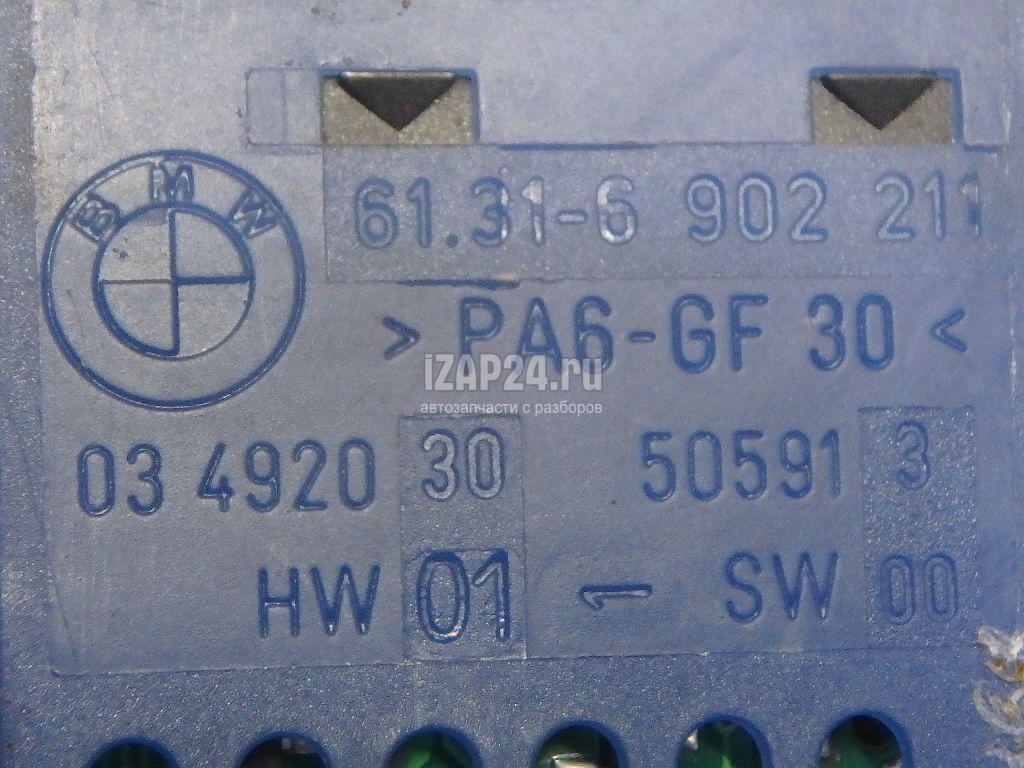 BMW
61.31-6 902 211
> PA6-GF 30 <
iZAP24.ru
автозапчасти с разборов
03 4920 30 50591 3
HW 01 1 SW 00